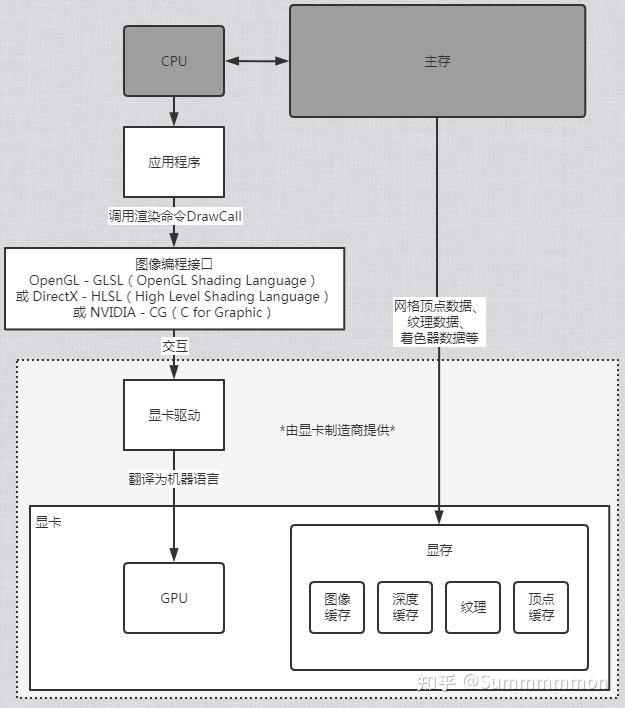 CPU
主存
应用程序
调用渲染命令DrawCall
图像编程接口
OpenGL - GLSL（OpenGL Shading Language）
或 DirectX - HLSL（High Level Shading Language）
或 NVIDIA - CG（C for Graphic）
网格顶点数据、
纹理数据、
着色器数据等
交互
显卡驱动
*由显卡制造商提供*
翻译为机器语言
显卡
显存
GPU
图像
缓存
深度
缓存
纹理
顶点
缓存
知乎 @Summmmmon